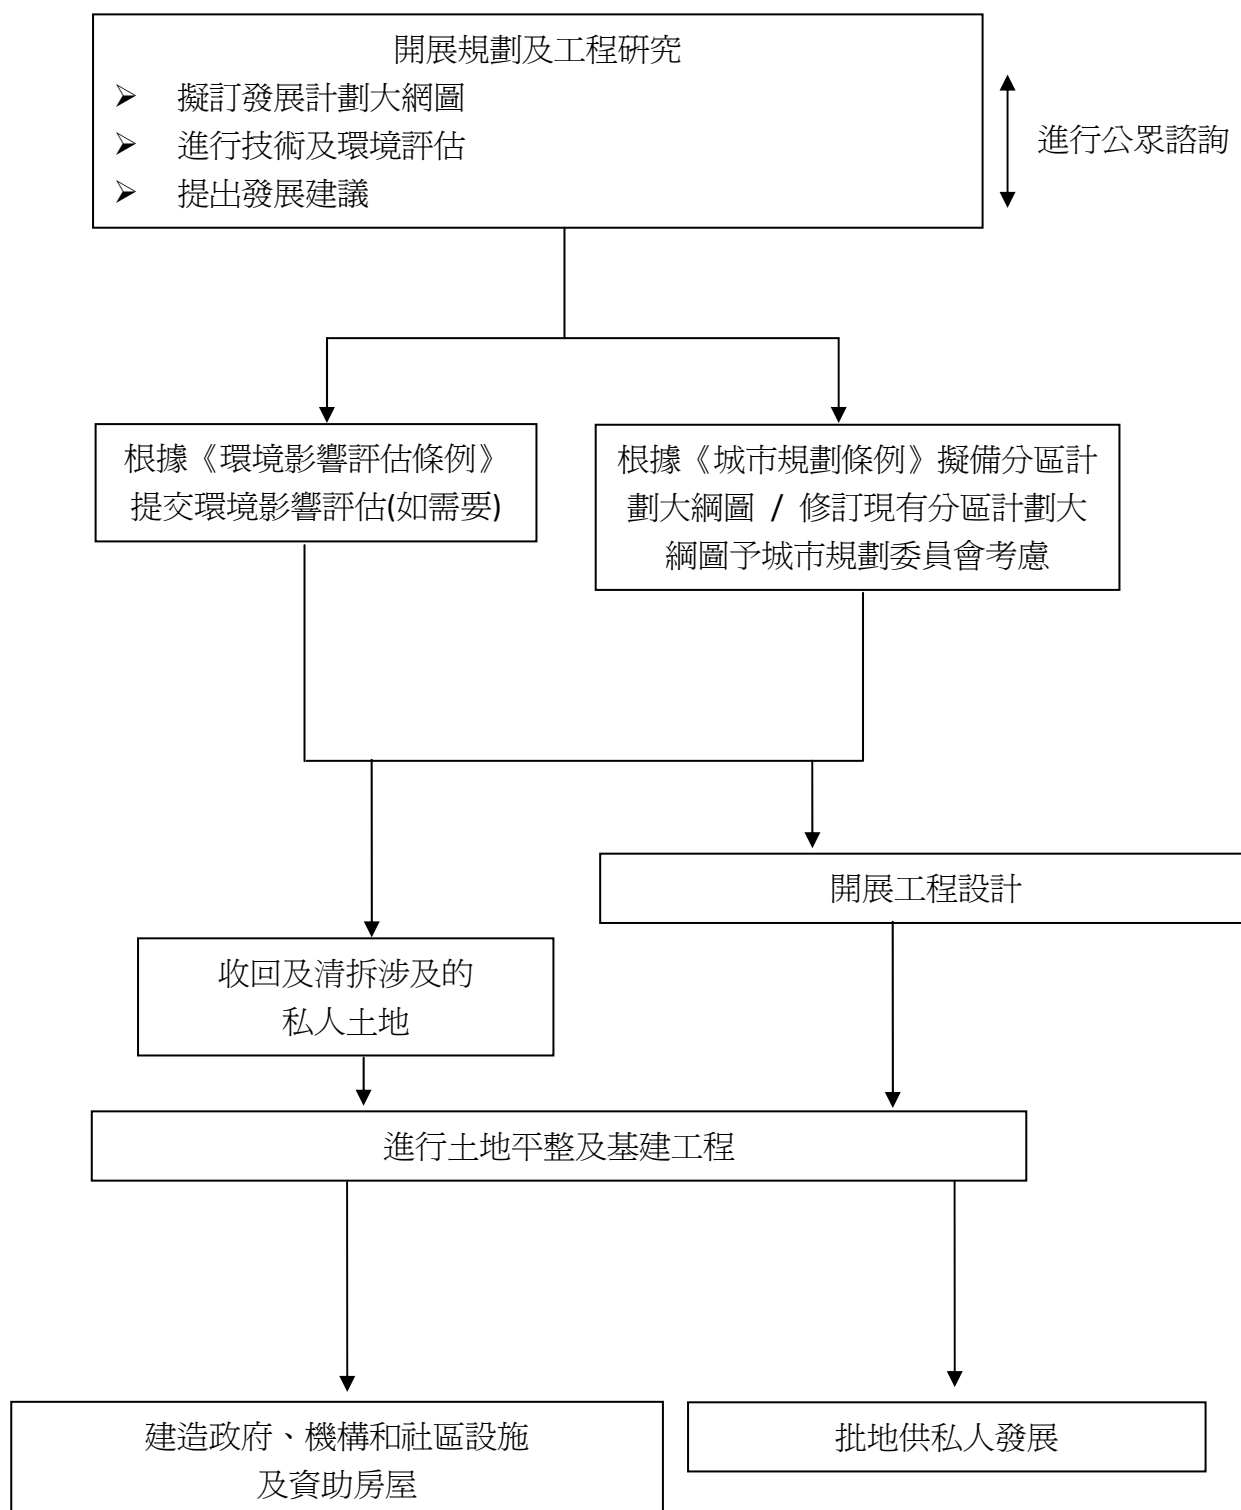 開展規劃及工程研究
➢ 擬訂發展計劃大網圖
➢ 進行技術及環境評估
➢ 提出發展建議
進行公眾諮詢
根據《環境影響評估條例》
提交環境影響評估(如需要)
根據《城市規劃條例》擬備分區計
劃大綱圖 / 修訂現有分區計劃大
綱圖予城市規劃委員會考慮
開展工程設計
收回及清拆涉及的
私人土地
進行土地平整及基建工程
建造政府、機構和社區設施
及資助房屋
批地供私人發展